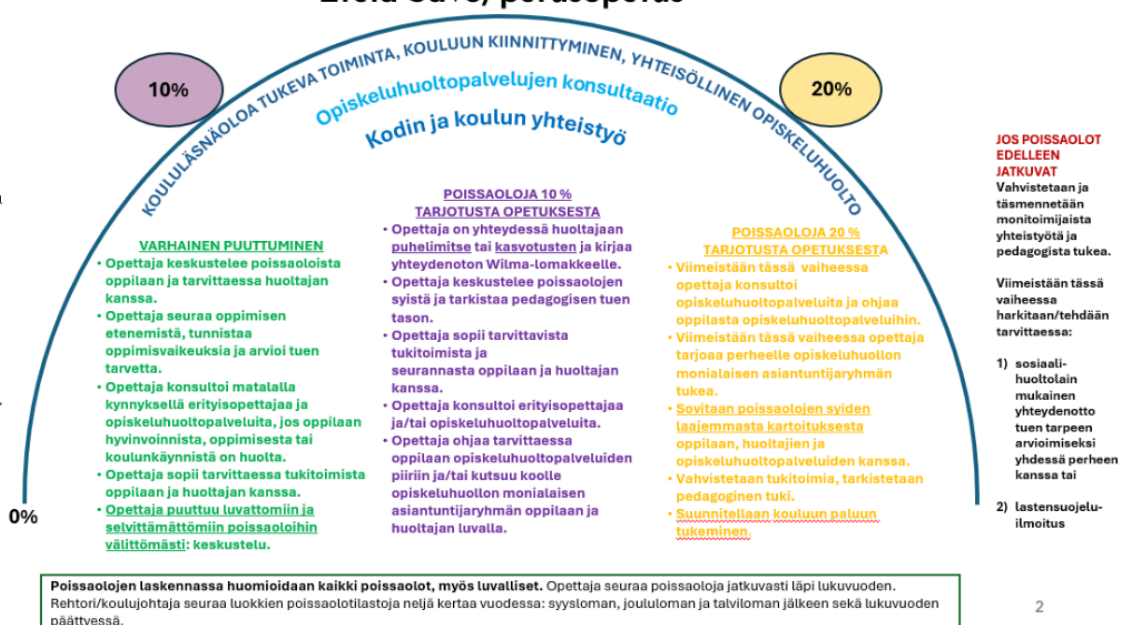 10%
20%
KOULULÄSNÄOLOA TUKEVA TOIMINTA, KOULUUN KIINNITTYMINEN, YHTEISÖLLINEN OPISKELUHUOLTO
Opiskeluhuoltopalvelujen konsultaatio
Kodin ja koulun yhteistyö
0%
VARHAINEN PUUTTUMINEN
• Opettaja keskustelee poissaoloista
oppilaan ja tarvittaessa huoltajan
kanssa.
• Opettaja seuraa oppimisen
etenemistä, tunnistaa
oppimisvaikeuksia ja arvioi tuen
tarvetta.
• Opettaja konsultoi matalalla
kynnyksellä erityisopettajaa ja
opiskeluhuoltopalveluita, jos oppilaan
hyvinvoinnista, oppimisesta tai
koulunkäynnistä on huolta.
• Opettaja sopii tarvittaessa tukitoimista
oppilaan ja huoltajan kanssa.
• Opettaja puuttuu luvattomiin ja
selvittämättömiin poissaoloihin
välittömästi: keskustelu.
POISSAOLOJA 10 %
TARJOTUSTA OPETUKSESTA
• Opettaja on yhteydessä huoltajaan
puhelimitse tai kasvotusten ja kirjaa
yhteydenoton Wilma-lomakkeelle.
• Opettaja keskustelee poissaolojen
syistä ja tarkistaa pedagogisen tuen
tason.
• Opettaja sopii tarvittavista
tukitoimista ja
seurannasta oppilaan ja huoltajan
kanssa.
• Opettaja konsultoi erityisopettajaa
ja/tai opiskeluhuoltopalveluita.
• Opettaja ohjaa tarvittaessa
oppilaan opiskeluhuoltopalveluiden
piiriin ja/tai kutsuu koolle
opiskeluhuollon monialaisen
asiantuntijaryhmän oppilaan ja
huoltajan luvalla.
POISSAOLOJA 20 %
TARJOTUSTA OPETUKSESTA
• Viimeistään tässä vaiheessa
opettaja konsultoi
opiskeluhuoltopalveluita ja ohjaa
oppilasta opiskeluhuoltopalveluihin.
• Viimeistään tässä vaiheessa opettaja
tarjoaa perheelle opiskeluhuollon
monialaisen asiantuntijaryhmän
tukea.
• Sovitaan poissaolojen syiden
laajemmasta kartoituksesta
oppilaan, huoltajien ja
opiskeluhuoltopalveluiden kanssa.
• Vahvistetaan tukitoimia, tarkistetaan
pedagoginen tuki.
• Suunnitellaan kouluun paluun
tukeminen.
JOS POISSAOLOT
EDELLEEN
JATKUVAT
Vahvistetaan ja
täsmennetään
monitoimijaista
yhteistyötä ja
pedagogista tukea.
Viimeistään tässä
vaiheessa
harkitaan/tehdään
tarvittaessa:
1) sosiaali-
huoltolain
mukainen
yhteydenotto
tuen tarpeen
arvioimiseksi
yhdessä perheen
kanssa tai
2) lastensuojelu-
ilmoitus
Poissaolojen laskennassa huomioidaan kaikki poissaolot, myös luvalliset. Opettaja seuraa poissaoloja jatkuvasti läpi lukuvuoden.
Rehtori/koulujohtaja seuraa luokkien poissaolotilastoja neljä kertaa vuodessa: syysloman, joululoman ja talviloman jälkeen sekä lukuvuoden
päättyessä.
2